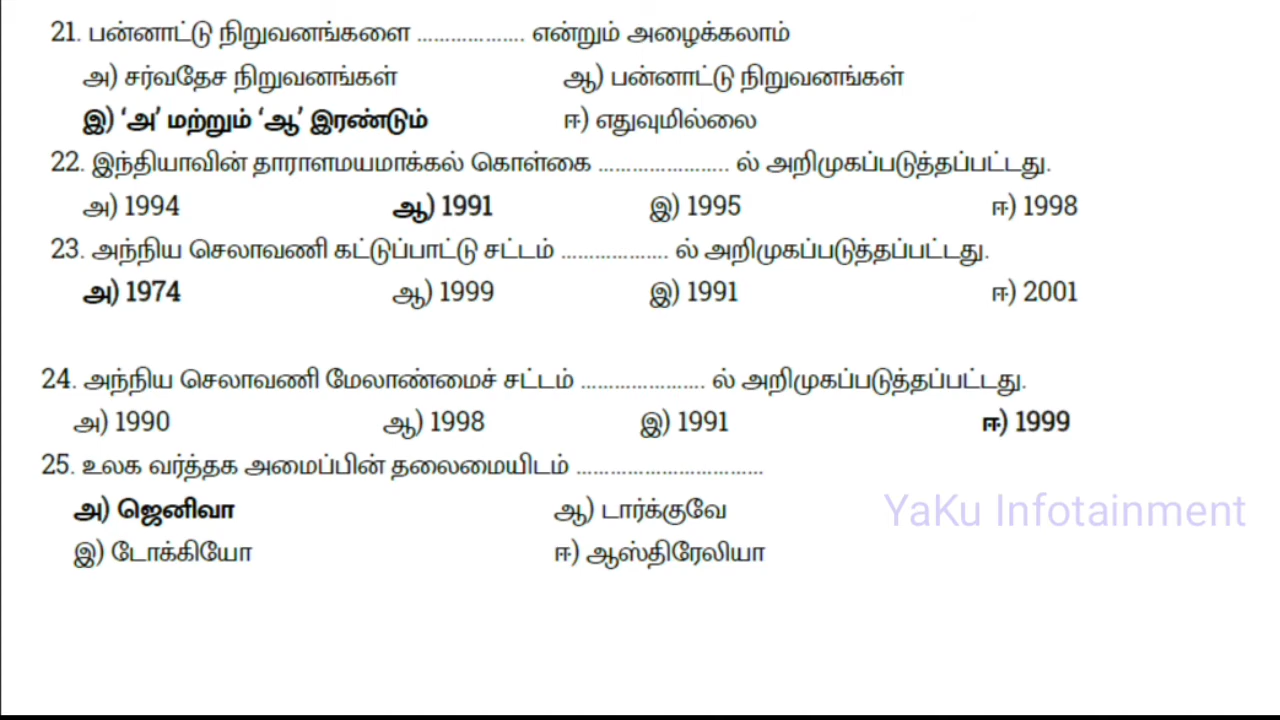 21. பன்னாட்டு நிறுவனங்களை .................... என்றும் அழைக்கலாம்
அ) சர்வதேச நிறுவனங்கள் ஆ) பன்னாட்டு நிறுவனங்கள்
இ) ‘அ’ மற்றும் ‘ஆ’ இரண்டும் ஈ) எதுவுமில்லை
22. இந்தியாவின் தாராளமயமாக்கல் கொள்கை ........................ ல் அறிமுகப்படுத்தப்பட்டது.
அ) 1994 ஆ) 1991 இ) 1995 ஈ) 1998
23. அந்நிய செலாவணி கட்டுப்பாட்டு சட்டம் .................... ல் அறிமுகப்படுத்தப்பட்டது.
அ) 1974 ஆ) 1999 இ) 1991 ஈ) 2001
24. அந்நிய செலாவணி மேலாண்மைச் சட்டம் ....................... ல் அறிமுகப்படுத்தப்பட்டது.
அ) 1990 ஆ) 1998 இ) 1991 ஈ) 1999
25. உலக வர்த்தக அமைப்பின் தலைமையிடம் ..................................
அ) ஜெனிவா ஆ) டார்க்குவே
YaKu Infotainment
இ) டோக்கியோ ஈ) ஆஸ்திரேலியா